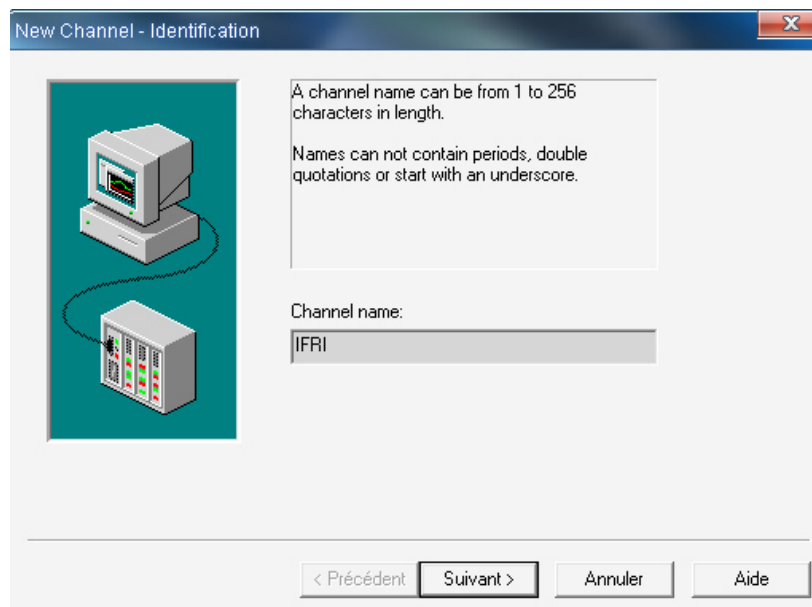 New Channel - Identification
A channel name can be from 1 to 256
characters in length.
Names can not contain periods, double
quotations or start with an underscore.
Channel name:
IFRI
< Précédent
Suivant >
Annuler
Aide